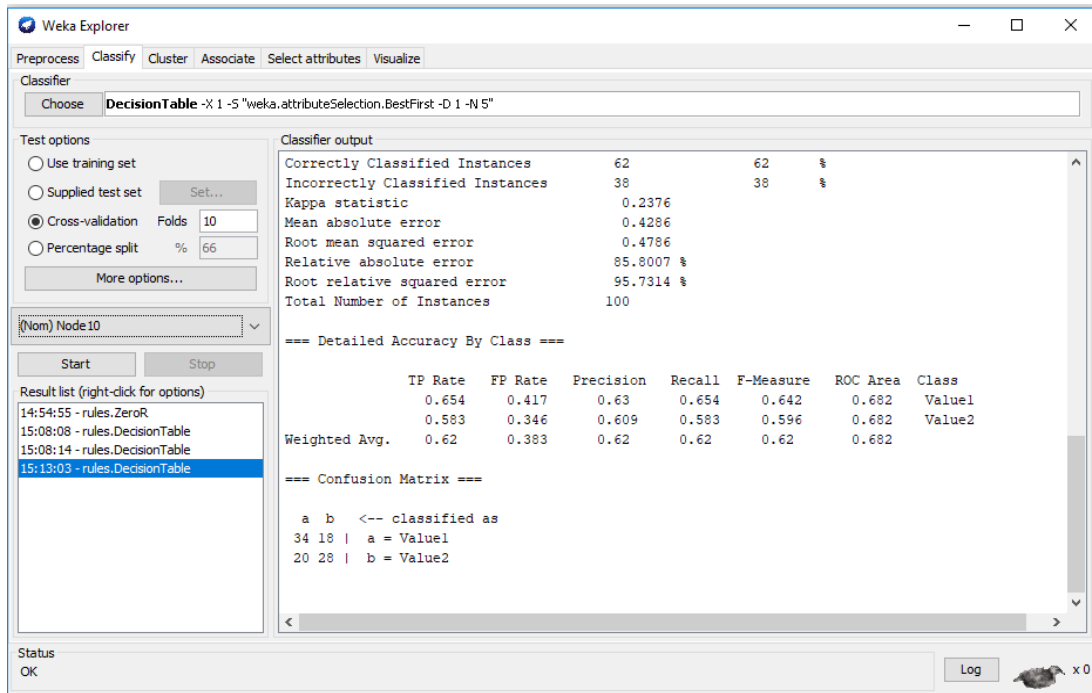 Weka Explorer
Preprocess Classify Cluster Associate Select attributes Visualize
Classifier
Choose DecisionTable -X 1 -S "weka.attributeSelection.BestFirst -D 1 -N 5"
Test options
Use training set
Supplied test set Set...
Cross-validation Folds 10
Percentage split % 66
More options...
(Nom) Node10
Start Stop
Result list (right-click for options)
14:54:55 - rules.ZeroR
15:08:08 - rules.DecisionTable
15:08:14 - rules.DecisionTable
15:13:03 - rules.DecisionTable
Classifier output
Correctly Classified Instances 62 62 %
Incorrectly Classified Instances 38 38 %
Kappa statistic 0.2376
Mean absolute error 0.4286
Root mean squared error 0.4786
Relative absolute error 85.8007 %
Root relative squared error 95.7314 %
Total Number of Instances 100
=== Detailed Accuracy By Class ===
TP Rate FP Rate Precision Recall F-Measure ROC Area Class
0.654 0.417 0.63 0.654 0.642 0.682 Value1
0.583 0.346 0.609 0.583 0.596 0.682 Value2
Weighted Avg. 0.62 0.383 0.62 0.62 0.62 0.682
=== Confusion Matrix ===
a b <-- classified as
34 18 | a = Value1
20 28 | b = Value2
Status
OK
Log x 0